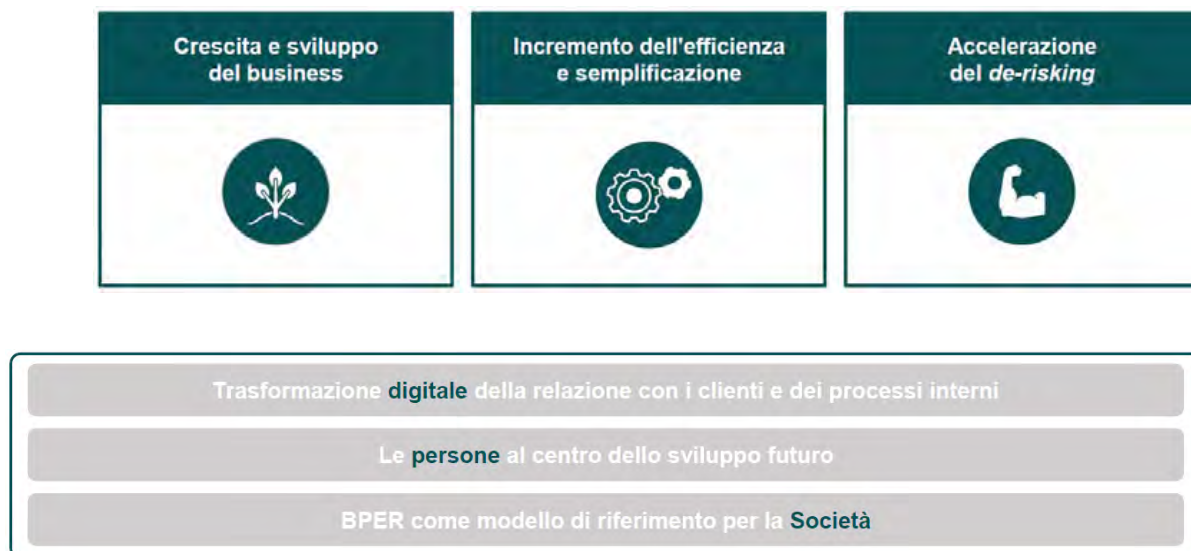 Crescita e sviluppo
del business
Incremento dell'efficienza
e semplificazione
Accelerazione
del de-risking
Trasformazione digitale della relazione con i clienti e dei processi interni
Le persone al centro dello sviluppo futuro
BPER come modello di riferimento per la Società